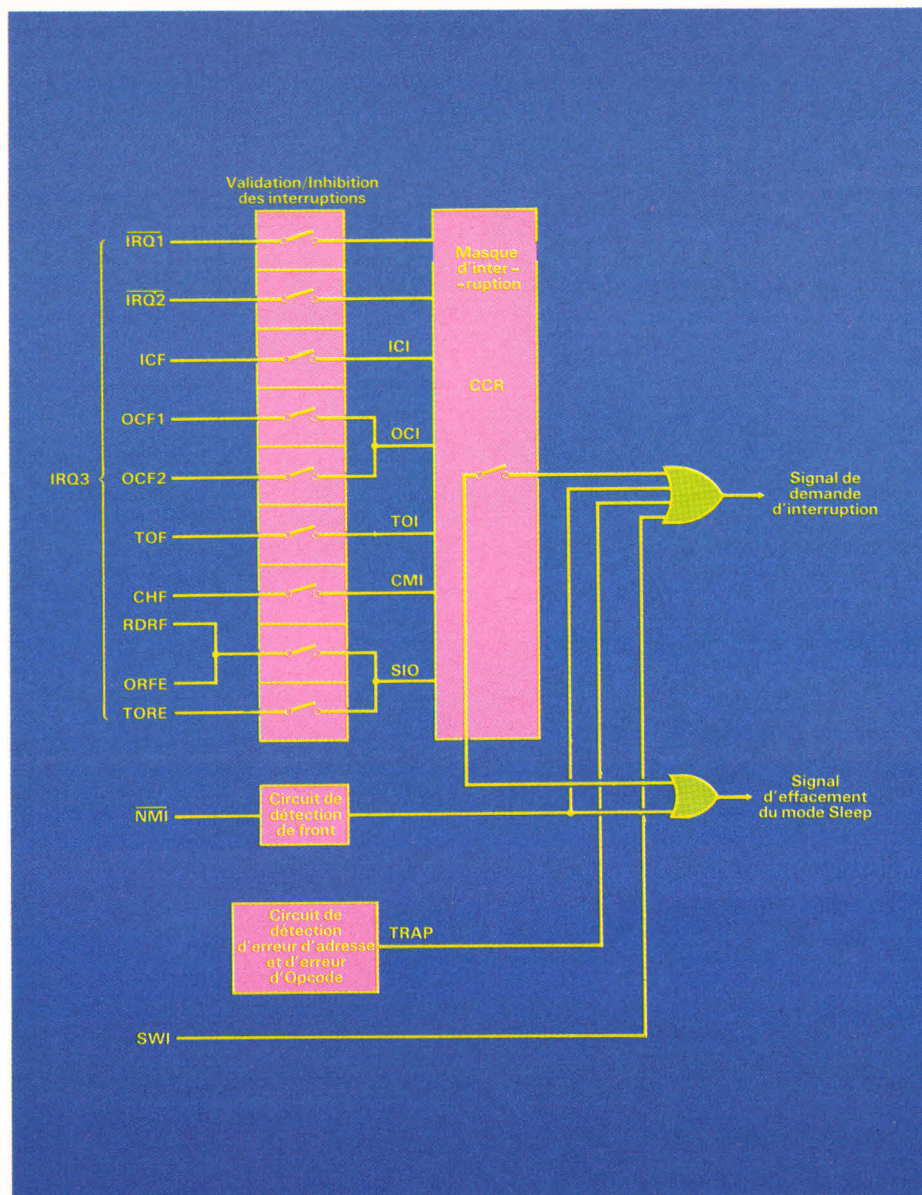 Validation/Inhibition
des interruptions
IRQ1
IRQ2
ICF
OCF1
OCF2
TOF
CHF
RDRF
ORFE
TORE
IRQ3
ICI
OCI
TOI
CMI
SIO
Masque
d'inter-
-ruption
CCR
Signal de
demande
d'interruption
NMI
Circuit de
détection
de front
Signal
d'effacement
du mode Sleep
Circuit de
détection
d'erreur d'adresse
et d'erreur
d'Opcode
TRAP
SWI